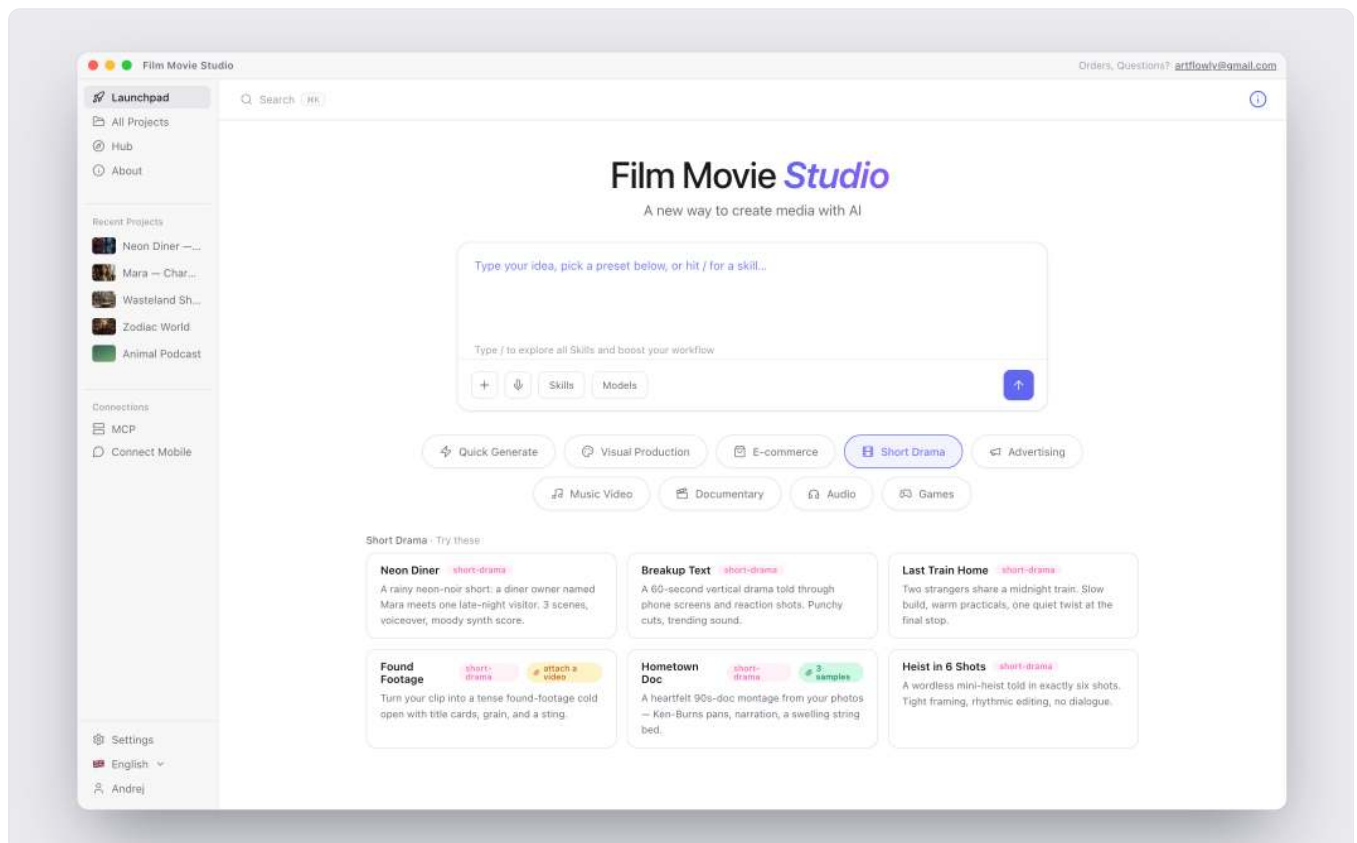 Film Movie Studio
Orders, Questions? artflowly@gmail.com
Launchpad
All Projects
Hub
About
Recent Projects
Neon Diner —...
Mara — Char...
Wasteland Sh...
Zodiac World
Animal Podcast
Connections
MCP
Connect Mobile
Settings
English
Andrej
Search ⌘K
Film Movie Studio
A new way to create media with AI
Type your idea, pick a preset below, or hit / for a skill...
Type / to explore all Skills and boost your workflow
Skills Models
Quick Generate Visual Production E-commerce Short Drama Advertising
Music Video Documentary Audio Games
Short Drama · Try these
Neon Diner short-drama
A rainy neon-noir short: a diner owner named
Mara meets one late-night visitor. 3 scenes,
voiceover, moody synth score.
Breakup Text short-drama
A 60-second vertical drama told through
phone screens and reaction shots. Punchy
cuts, trending sound.
Last Train Home short-drama
Two strangers share a midnight train. Slow
build, warm practicals, one quiet twist at the
final stop.
Found
Footage
short-
drama
attach a
video
Turn your clip into a tense found-footage cold
open with title cards, grain, and a sting.
Hometown
Doc
short-
drama
3
samples
A heartfelt 90s-doc montage from your photos
— Ken-Burns pans, narration, a swelling string
bed.
Heist in 6 Shots short-drama
A wordless mini-heist told in exactly six shots.
Tight framing, rhythmic editing, no dialogue.